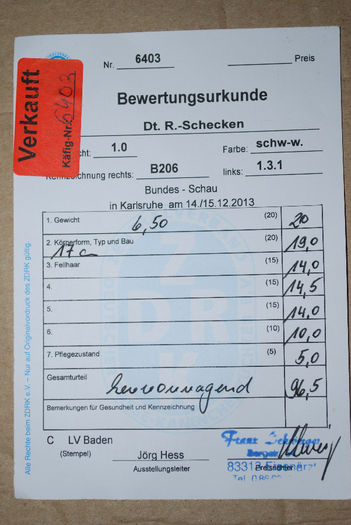 Nr. 6403 Preis
Verkauft
Käfig-Nr. 6403
Bewertungsurkunde
Dt. R.-Schecken
1.0 Farbe: schw-w.
Kennzeichnung rechts: B206 links: 1.3.1
Bundes - Schau
in Karlsruhe am 14./15.12.2013
1. Gewicht 6,50 (20) 20
2. Körperform, Typ und Bau (20) 19,0
17 c
3. Fellhaar (15) 14,0
4. (15) 14,5
5. (15) 14,0
6. (10) 10,0
7. Pflegezustand (5) 5,0
Gesamturteil hervorragend 96,5
Bemerkungen für Gesundheit und Kennzeichnung
Alle Rechte beim ZDRK e.V. – Nur auf Originalvordruck des ZDRK gültig.
C LV Baden Jörg Hess
(Stempel) Ausstellungsleiter
Franz
Preisrichter